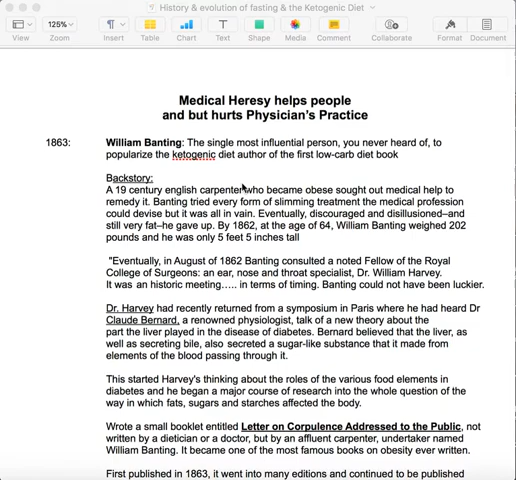 History & evolution of fasting & the Ketogenic Diet
125%
View
Zoom
Insert
Table
Chart
Text
Shape
Media
Comment
Collaborate
Format
Document
Medical Heresy helps people
and but hurts Physician's Practice
1863:
William Banting: The single most influential person, you never heard of, to
popularize the ketogenic diet author of the first low-carb diet book
Backstory:
A 19 century english carpenter who became obese sought out medical help to
remedy it. Banting tried every form of slimming treatment the medical profession
could devise but it was all in vain. Eventually, discouraged and disillusioned–and
still very fat–he gave up. By 1862, at the age of 64, William Banting weighed 202
pounds and he was only 5 feet 5 inches tall
"Eventually, in August of 1862 Banting consulted a noted Fellow of the Royal
College of Surgeons: an ear, nose and throat specialist, Dr. William Harvey.
It was an historic meeting….. in terms of timing. Banting could not have been luckier.
Dr. Harvey had recently returned from a symposium in Paris where he had heard Dr
Claude Bernard, a renowned physiologist, talk of a new theory about the
part the liver played in the disease of diabetes. Bernard believed that the liver, as
well as secreting bile, also secreted a sugar-like substance that it made from
elements of the blood passing through it.
This started Harvey's thinking about the roles of the various food elements in
diabetes and he began a major course of research into the whole question of the
way in which fats, sugars and starches affected the body.
Wrote a small booklet entitled Letter on Corpulence Addressed to the Public, not
written by a dietician or a doctor, but by an affluent carpenter, undertaker named
William Banting. It became one of the most famous books on obesity ever written.
First published in 1863, it went into many editions and continued to be published